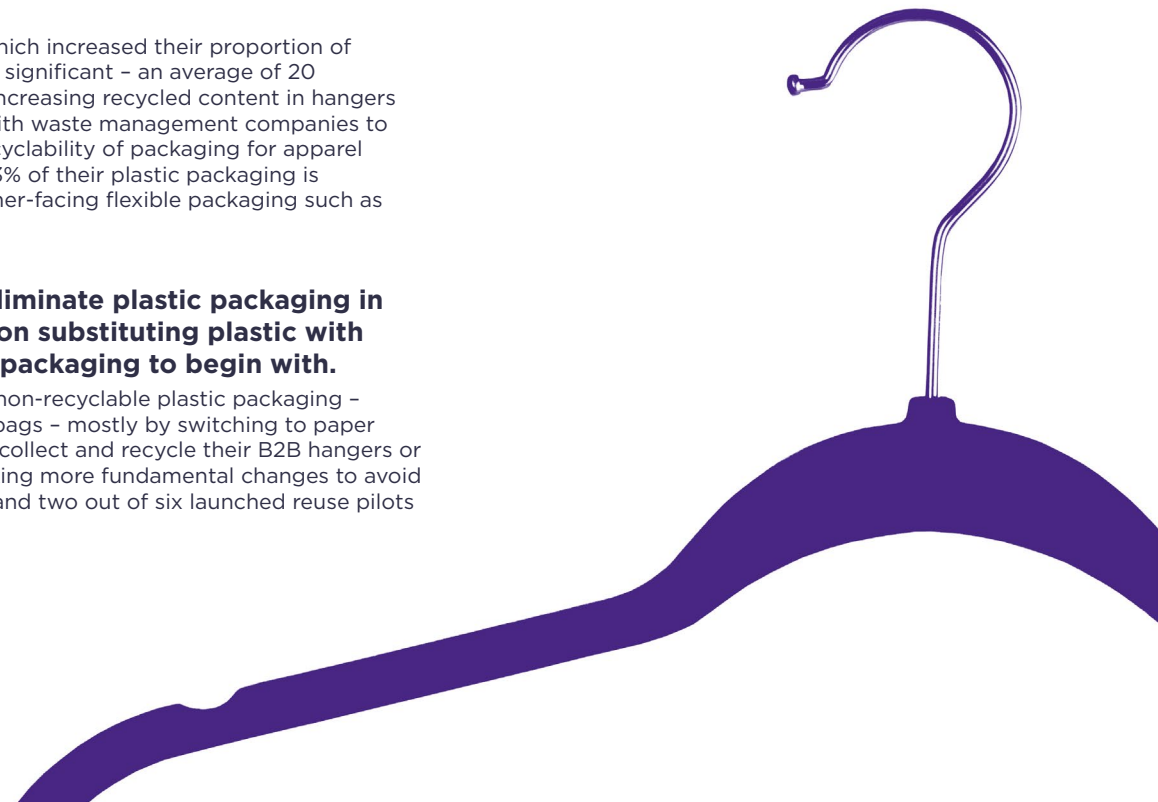 hich increased their proportion of
significant – an average of 20
ncreasing recycled content in hangers
ith waste management companies to
cyclability of packaging for apparel
% of their plastic packaging is
ner-facing flexible packaging such as
liminate plastic packaging in
on substituting plastic with
packaging to begin with.
non-recyclable plastic packaging –
bags – mostly by switching to paper
collect and recycle their B2B hangers or
ing more fundamental changes to avoid
and two out of six launched reuse pilots